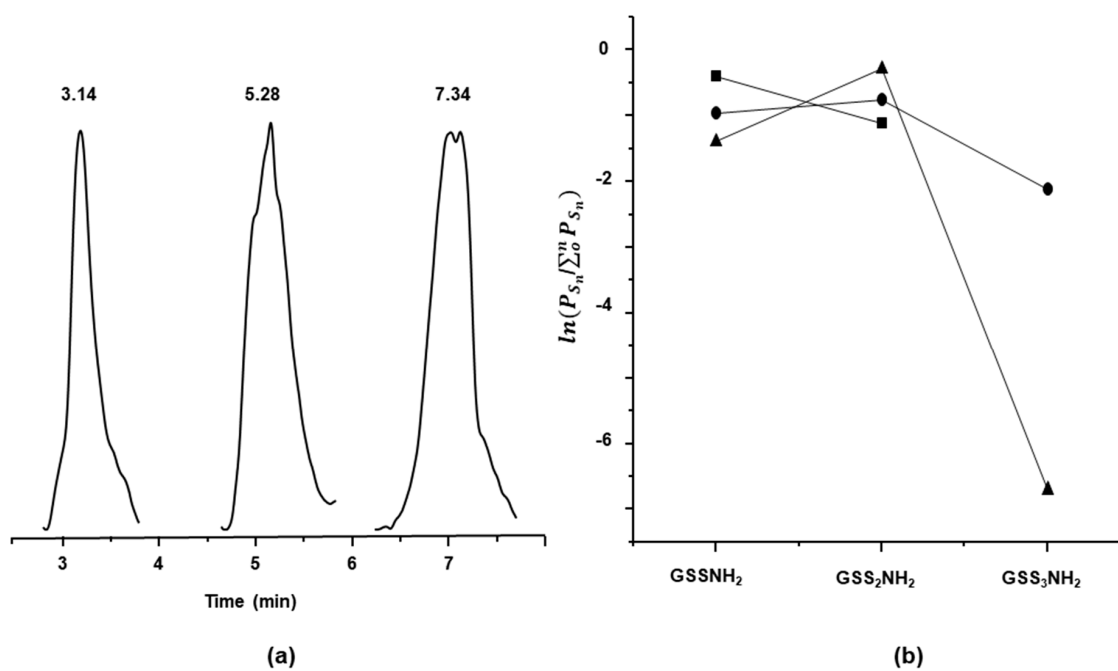 3.14 5.28 7.34
3 4 5 6 7
Time (min)
(a)
0
-2
-4
-6
ln(P_{S_n}/∑_o^n P_{S_n})
GSSNH₂ GSS₂NH₂ GSS₃NH₂
(b)